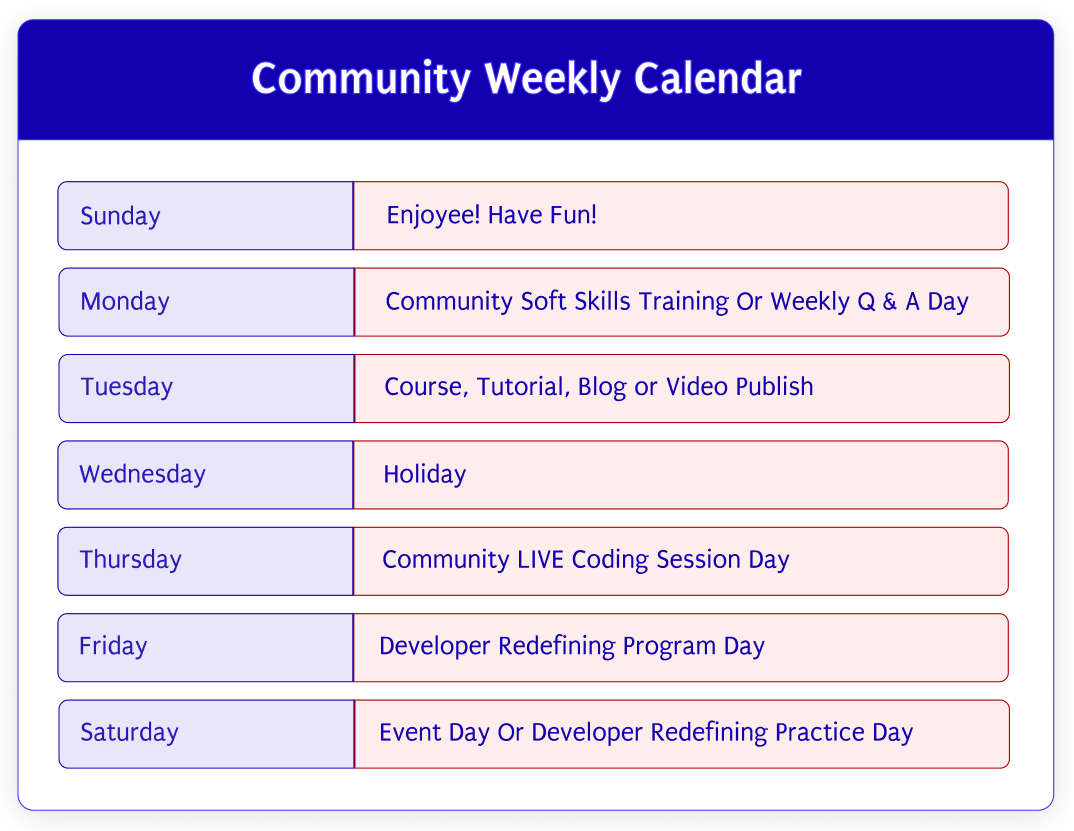 Community Weekly Calendar
Sunday
Enjoyee! Have Fun!
Monday
Community Soft Skills Training Or Weekly Q & A Day
Tuesday
Course, Tutorial, Blog or Video Publish
Wednesday
Holiday
Thursday
Community LIVE Coding Session Day
Friday
Developer Redefining Program Day
Saturday
Event Day Or Developer Redefining Practice Day